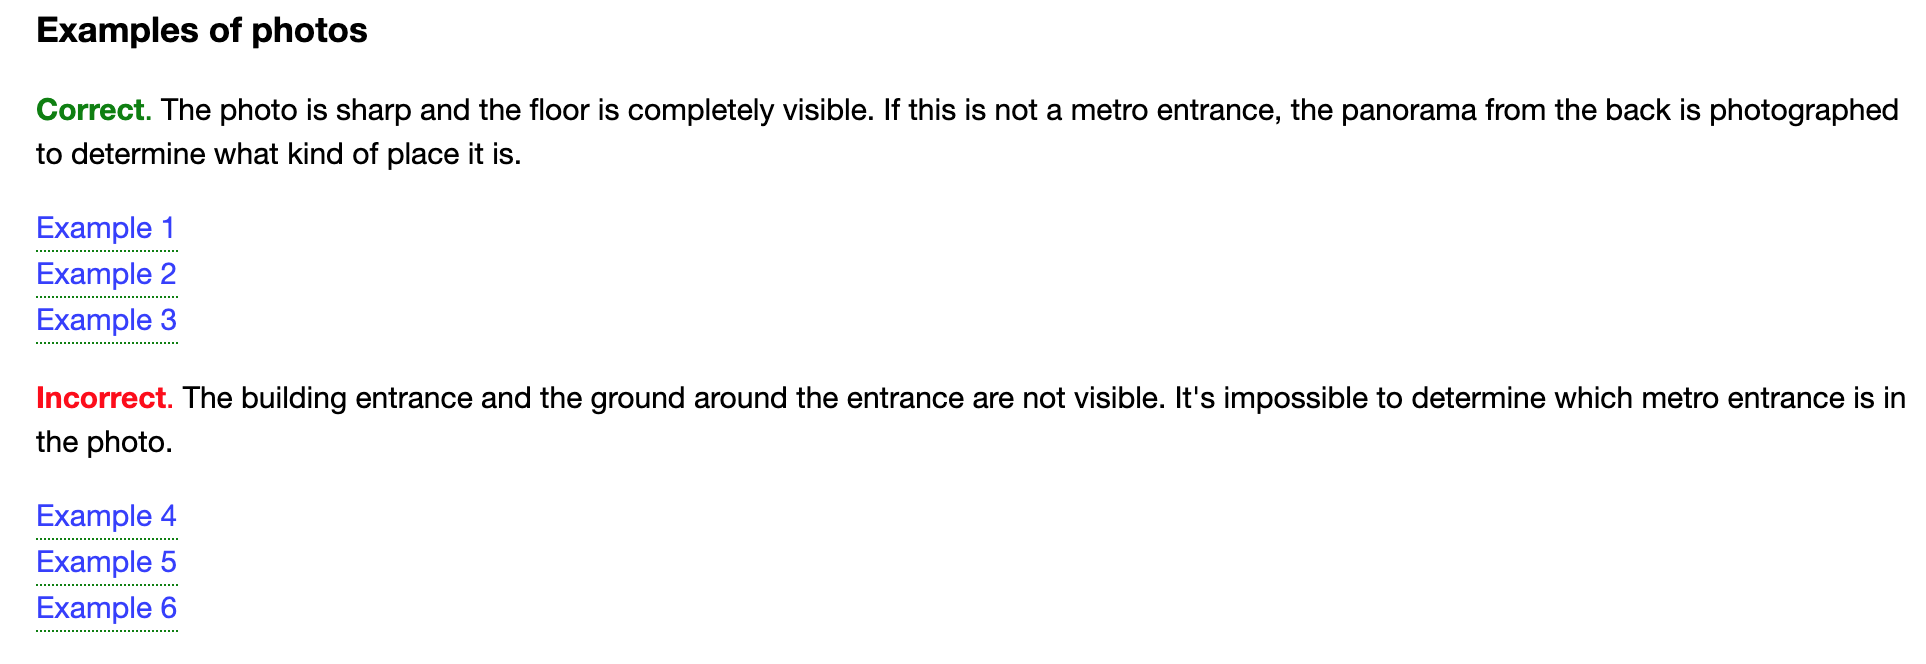 Examples of photos
Correct. The photo is sharp and the floor is completely visible. If this is not a metro entrance, the panorama from the back is photographed
to determine what kind of place it is.
Example 1
Example 2
Example 3
Incorrect. The building entrance and the ground around the entrance are not visible. It's impossible to determine which metro entrance is in
the photo.
Example 4
Example 5
Example 6